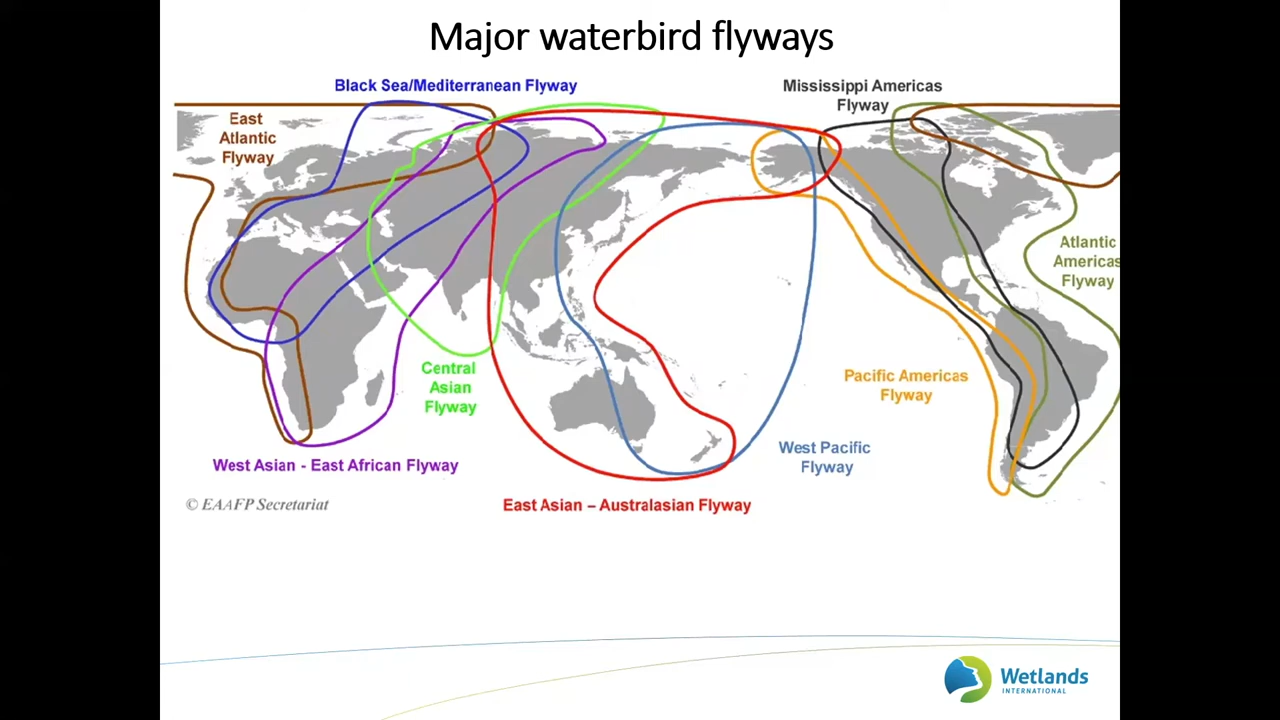 Major waterbird flyways
Black Sea/Mediterranean Flyway
Mississippi Americas
Flyway
East
Atlantic
Flyway
Atlantic
Americas
Flyway
Central
Asian
Flyway
Pacific Americas
Flyway
West Pacific
Flyway
West Asian - East African Flyway
© EAAFP Secretariat
East Asian – Australasian Flyway
Wetlands
INTERNATIONAL